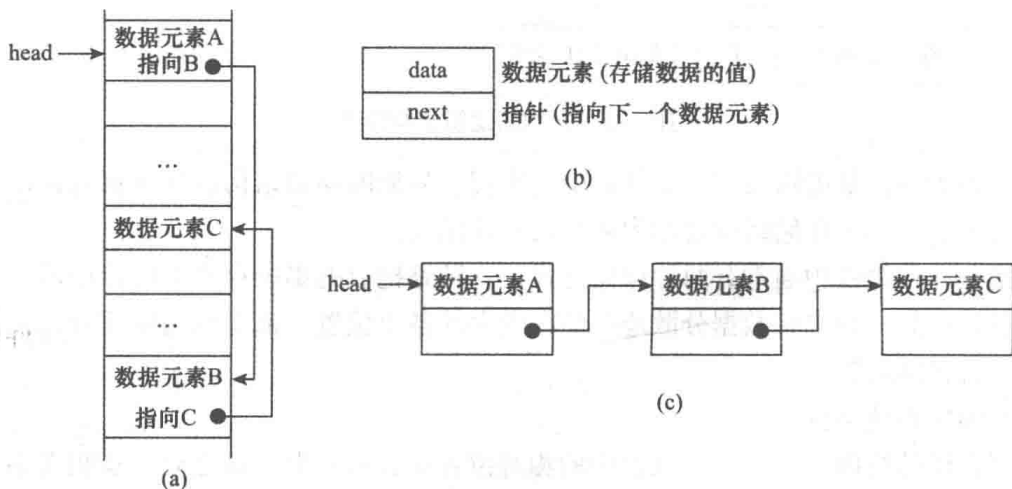 head
数据元素A
指向B
...
数据元素C
...
数据元素B
指向C
(a)
data 数据元素 (存储数据的值)
next 指针 (指向下一个数据元素)
(b)
head 数据元素A 数据元素B 数据元素C
(c)